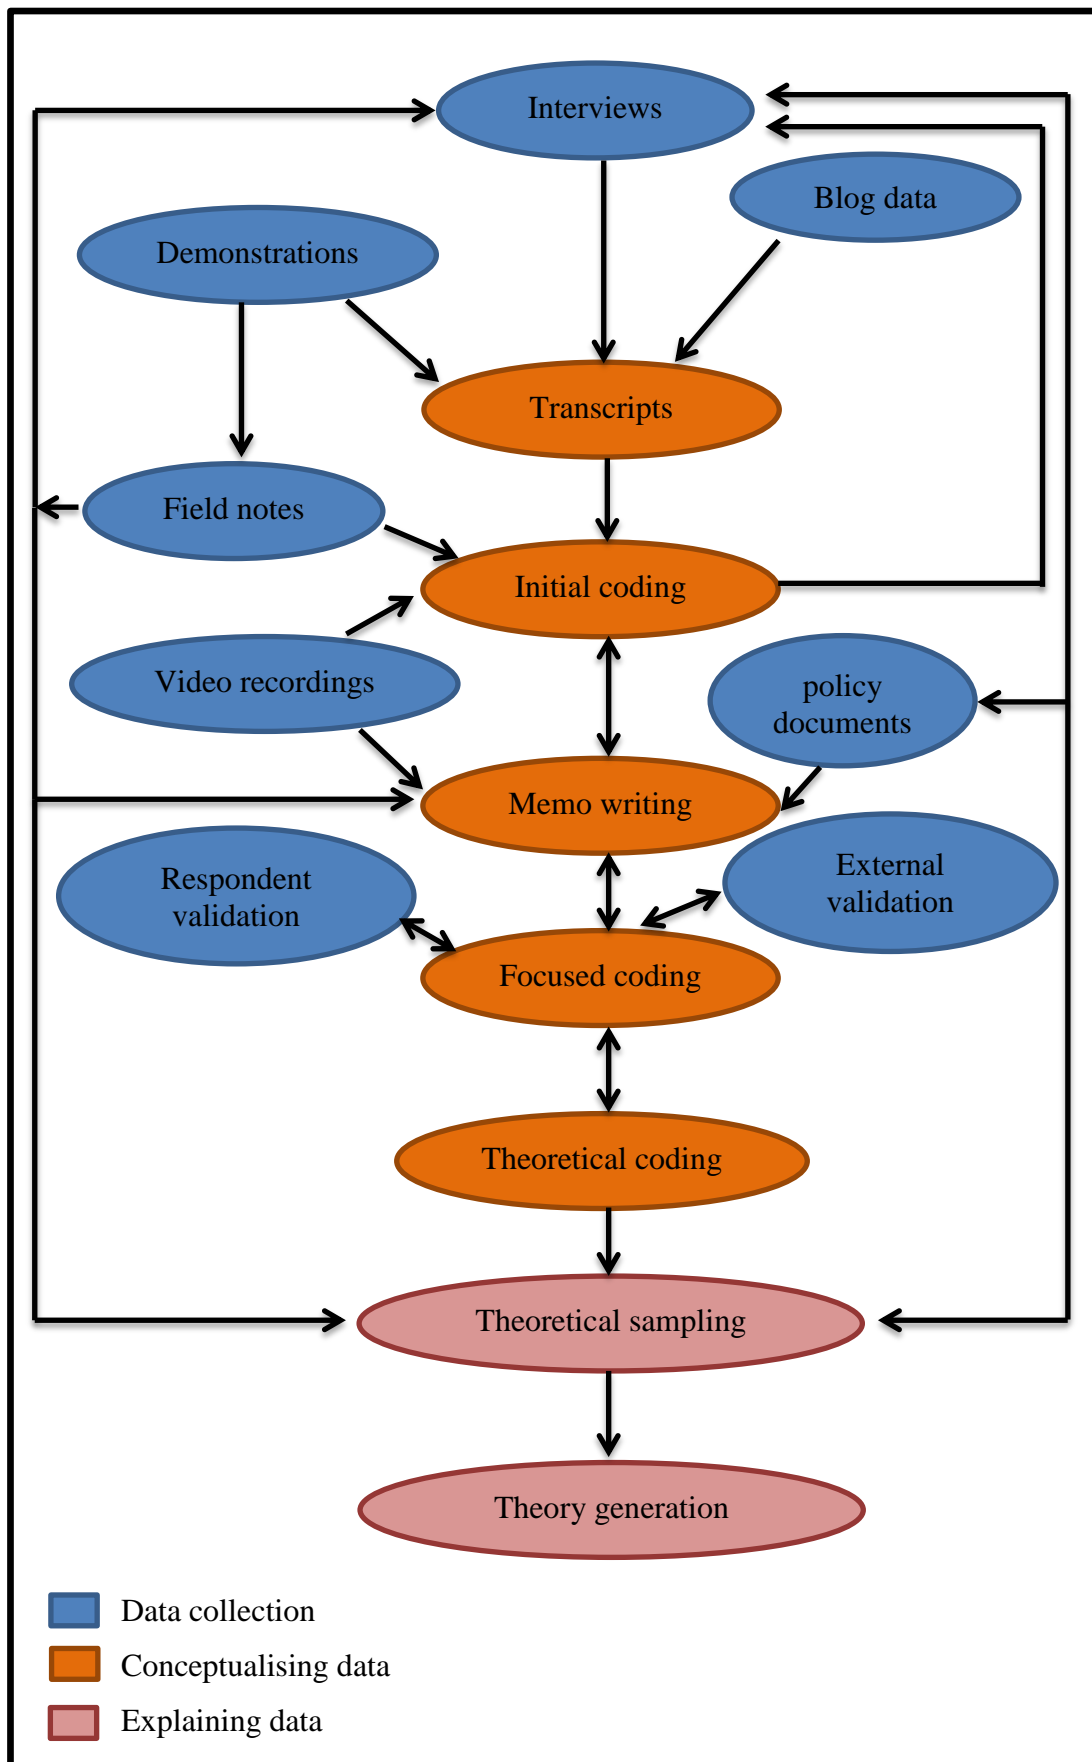 Interviews
Blog data
Demonstrations
Transcripts
Field notes
Initial coding
Video recordings
policy
documents
Memo writing
Respondent
validation
External
validation
Focused coding
Theoretical coding
Theoretical sampling
Theory generation
Data collection
Conceptualising data
Explaining data